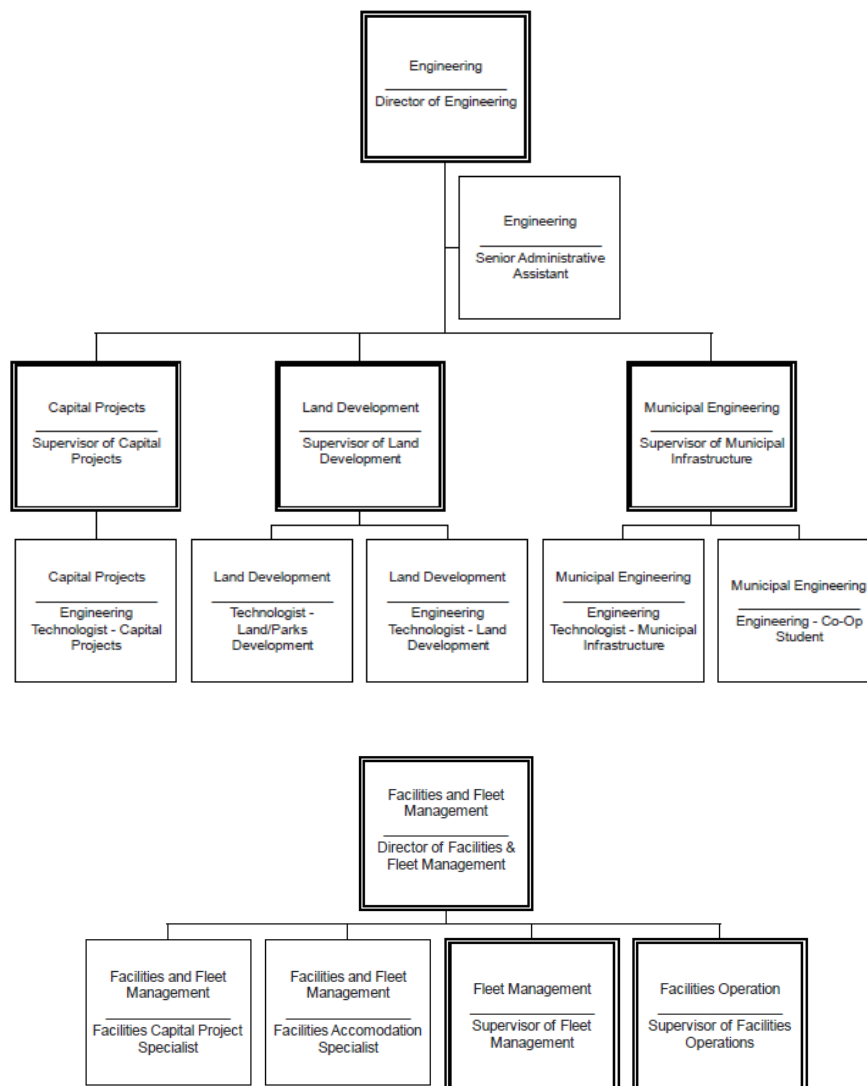 Engineering
Director of Engineering
Engineering
Senior Administrative
Assistant
Capital Projects
Supervisor of Capital
Projects
Land Development
Supervisor of Land
Development
Municipal Engineering
Supervisor of Municipal
Infrastructure
Capital Projects
Engineering
Technologist - Capital
Projects
Land Development
Technologist -
Land/Parks
Development
Land Development
Engineering
Technologist - Land
Development
Municipal Engineering
Engineering
Technologist - Municipal
Infrastructure
Municipal Engineering
Engineering - Co-Op
Student
Facilities and Fleet
Management
Director of Facilities &
Fleet Management
Facilities and Fleet
Management
Facilities Capital Project
Specialist
Facilities and Fleet
Management
Facilities Accomodation
Specialist
Fleet Management
Supervisor of Fleet
Management
Facilities Operation
Supervisor of Facilities
Operations